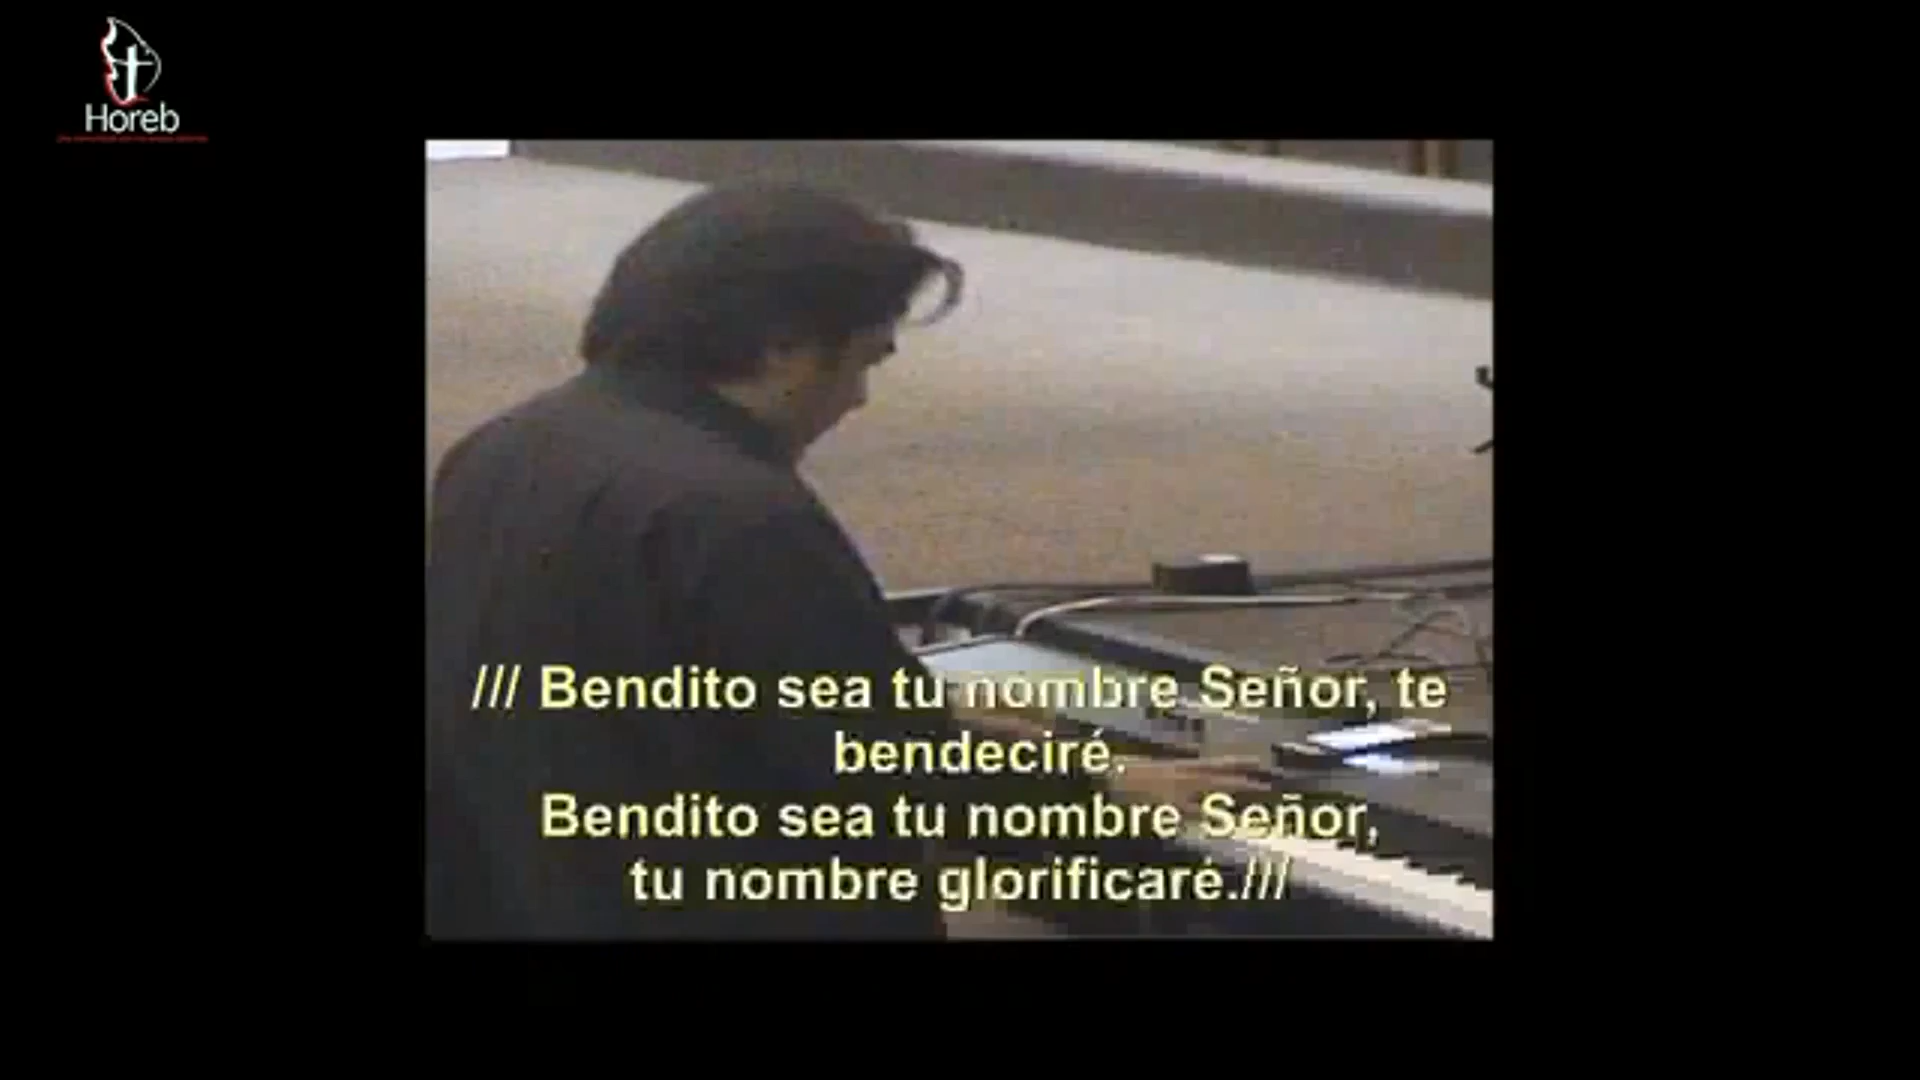 Horeb
/// Bendito sea tu nombre Señor, te
bendeciré.
Bendito sea tu nombre Señor,
tu nombre glorificaré.///